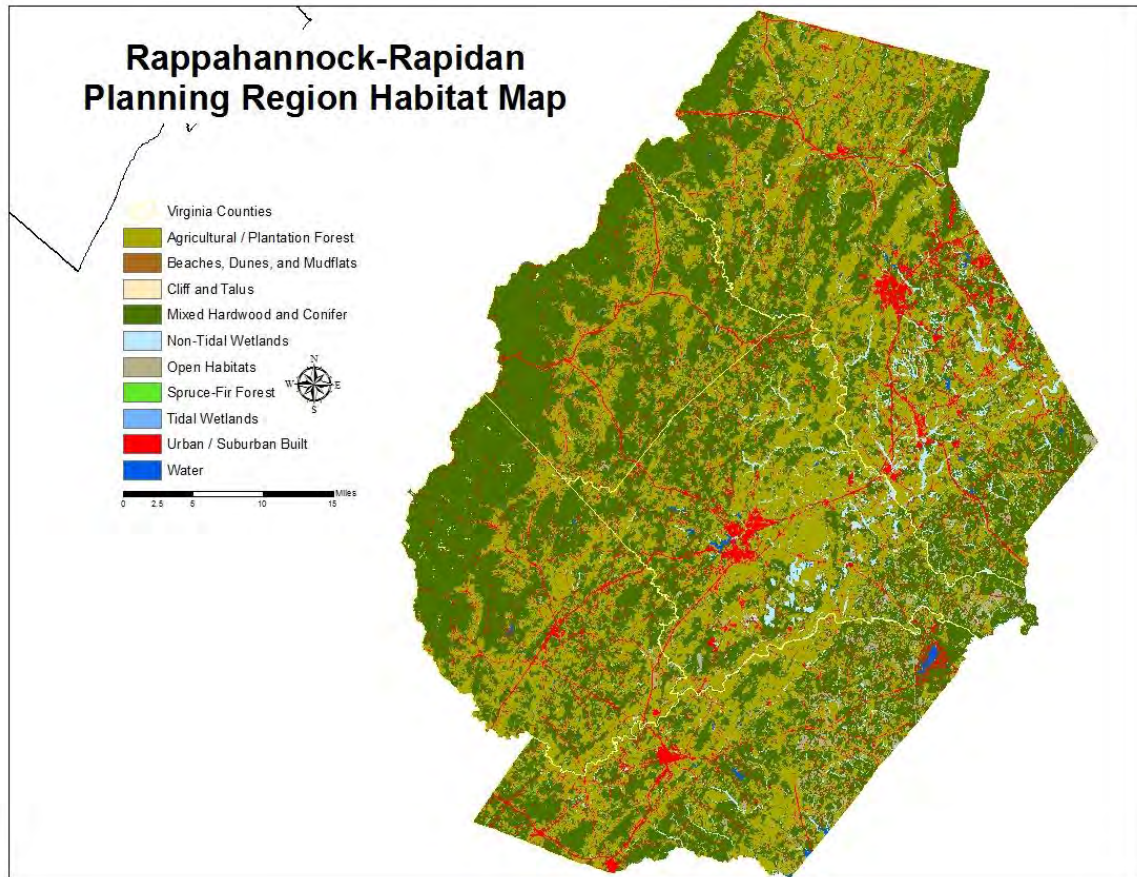 Rappahannock-Rapidan
Planning Region Habitat Map
Virginia Counties
Agricultural / Plantation Forest
Beaches, Dunes, and Mudflats
Cliff and Talus
Mixed Hardwood and Conifer
Non-Tidal Wetlands
Open Habitats
N
W E
S
Spruce-Fir Forest
Tidal Wetlands
Urban / Suburban Built
Water
Miles
0 2.5 5 10 15